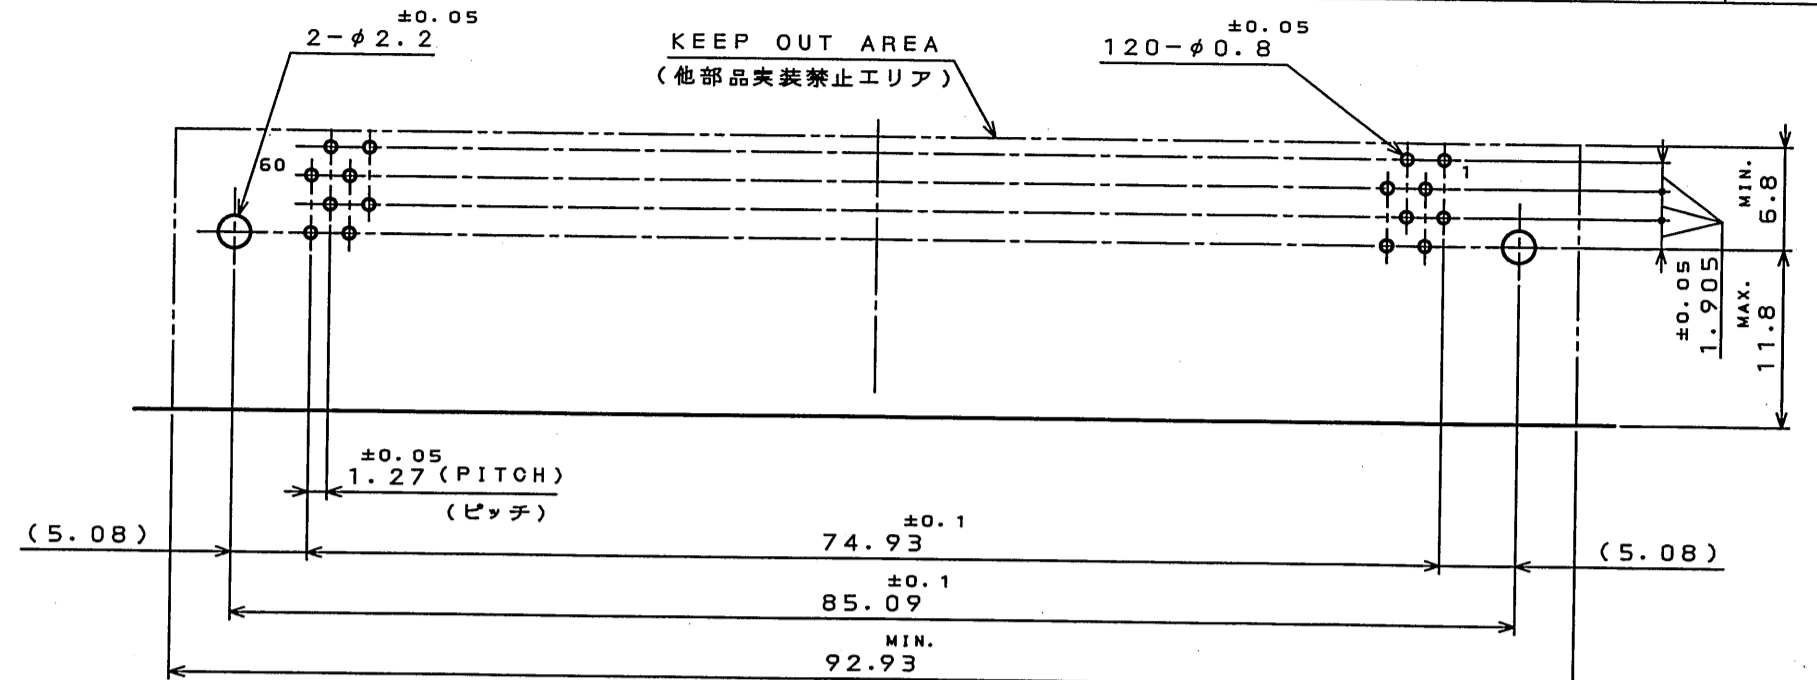 ±0.05
2-φ2.2
KEEP OUT AREA
(他部品実装禁止エリア)
±0.05
120-φ0.8
60
1
MIN.
6.8
±0.05
1.905
MAX.
11.8
±0.05
1.27(PITCH)
(ピッチ)
(5.08)
±0.1
74.93
(5.08)
±0.1
85.09
MIN.
92.93